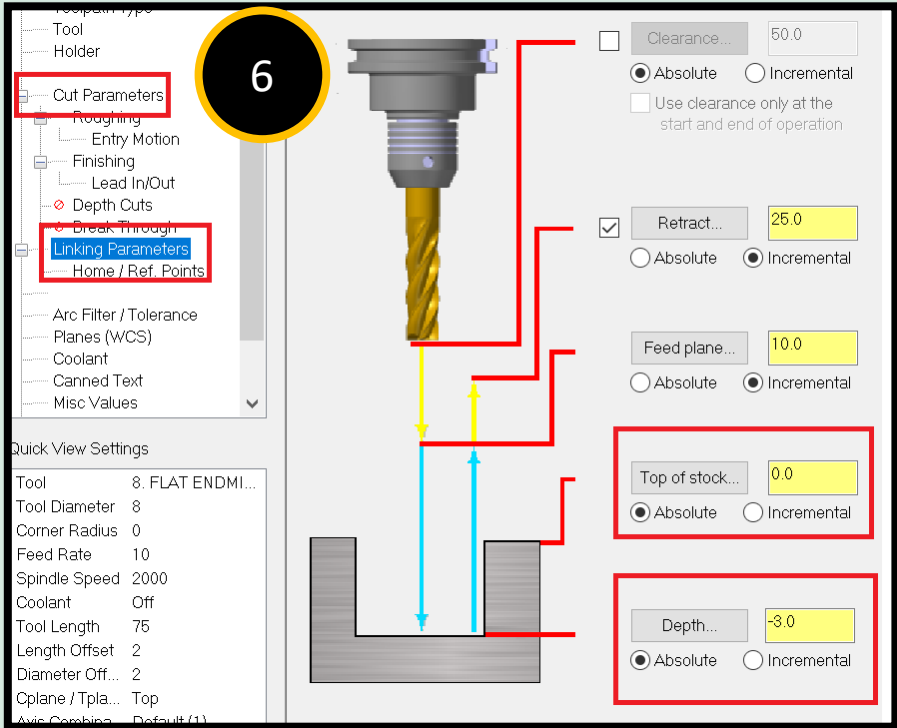 Toolpath Type
Tool
Holder
Cut Parameters
Roughing
Entry Motion
Finishing
Lead In/Out
Depth Cuts
Break Through
Linking Parameters
Home / Ref. Points
Arc Filter / Tolerance
Planes (WCS)
Coolant
Canned Text
Misc Values
Quick View Settings
Tool 8. FLAT ENDMI...
Tool Diameter 8
Corner Radius 0
Feed Rate 10
Spindle Speed 2000
Coolant Off
Tool Length 75
Length Offset 2
Diameter Off... 2
Cplane / Tpla... Top
Axis Combina... Default (1)
6
Clearance... 50.0
Absolute Incremental
Use clearance only at the
start and end of operation
Retract... 25.0
Absolute Incremental
Feed plane... 10.0
Absolute Incremental
Top of stock... 0.0
Absolute Incremental
Depth... -3.0
Absolute Incremental